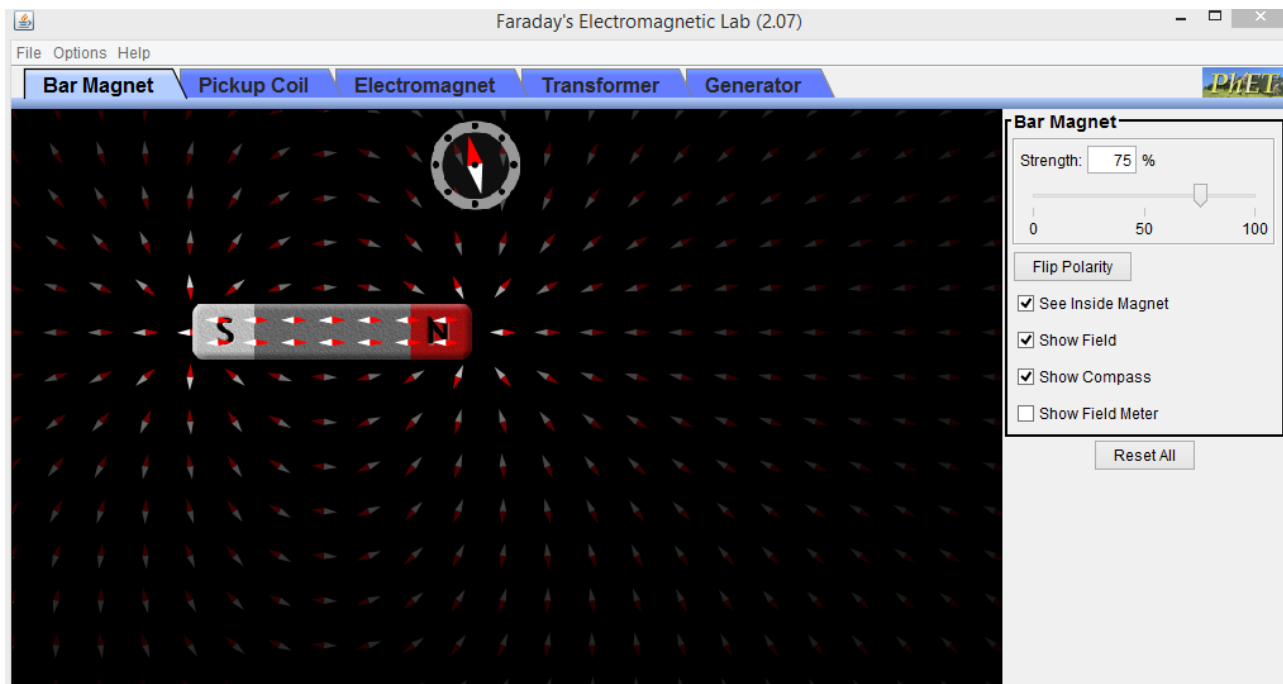 Faraday's Electromagnetic Lab (2.07)
File Options Help
Bar Magnet Pickup Coil Electromagnet Transformer Generator
PhET
Bar Magnet
Strength: 75 %
0 50 100
Flip Polarity
See Inside Magnet
Show Field
Show Compass
Show Field Meter
Reset All
S N